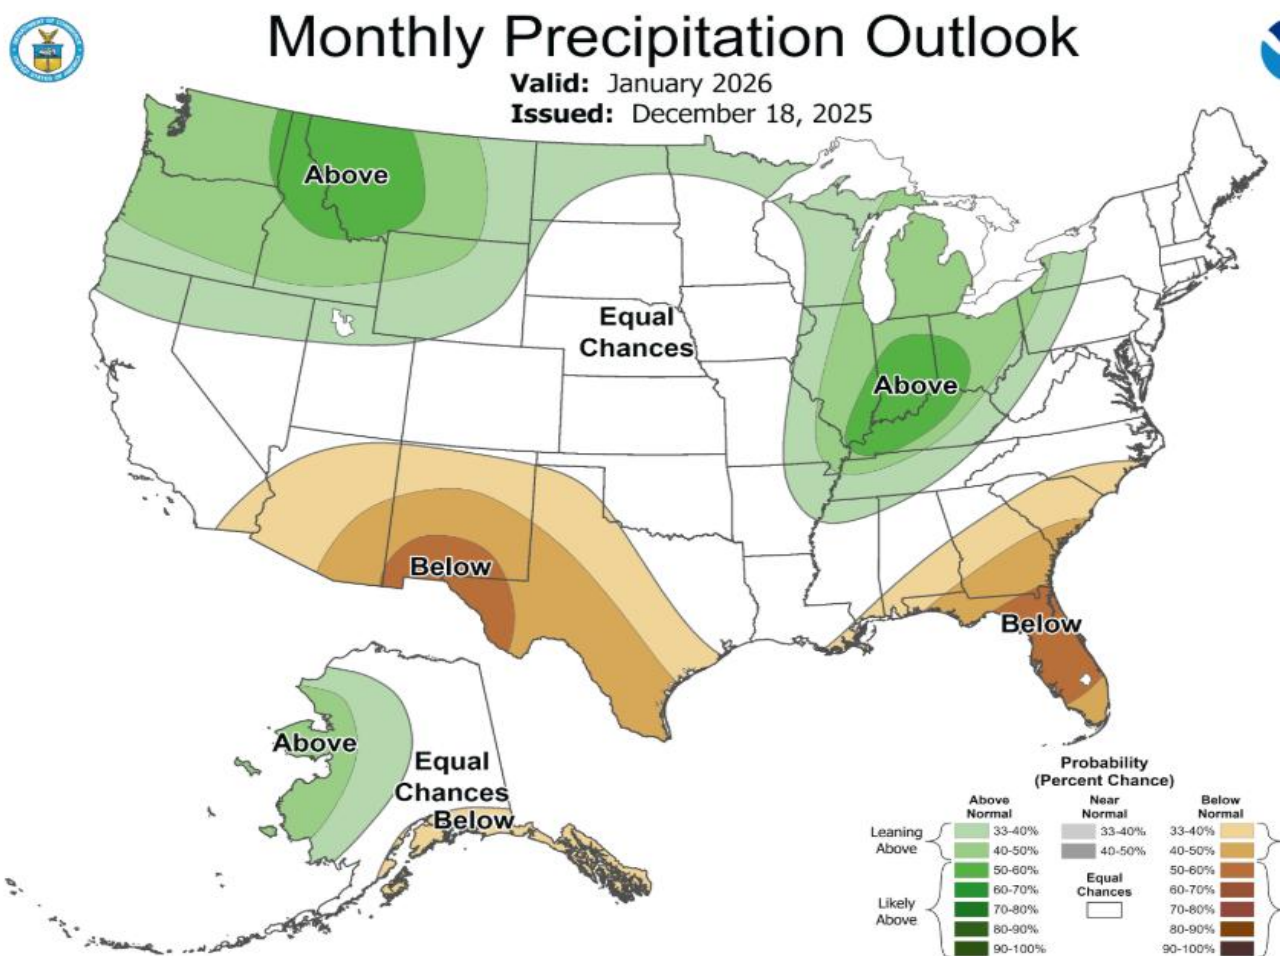 Monthly Precipitation Outlook
Valid: January 2026
Issued: December 18, 2025
Above
Equal
Chances
Above
Below
Below
Above
Equal
Chances
Below
Probability
(Percent Chance)
Above
Normal
Near
Normal
Below
Normal
Leaning
Above
33-40%
33-40%
33-40%
40-50%
40-50%
40-50%
Likely
Above
50-60%
60-70%
70-80%
80-90%
90-100%
Equal
Chances
50-60%
60-70%
70-80%
80-90%
90-100%